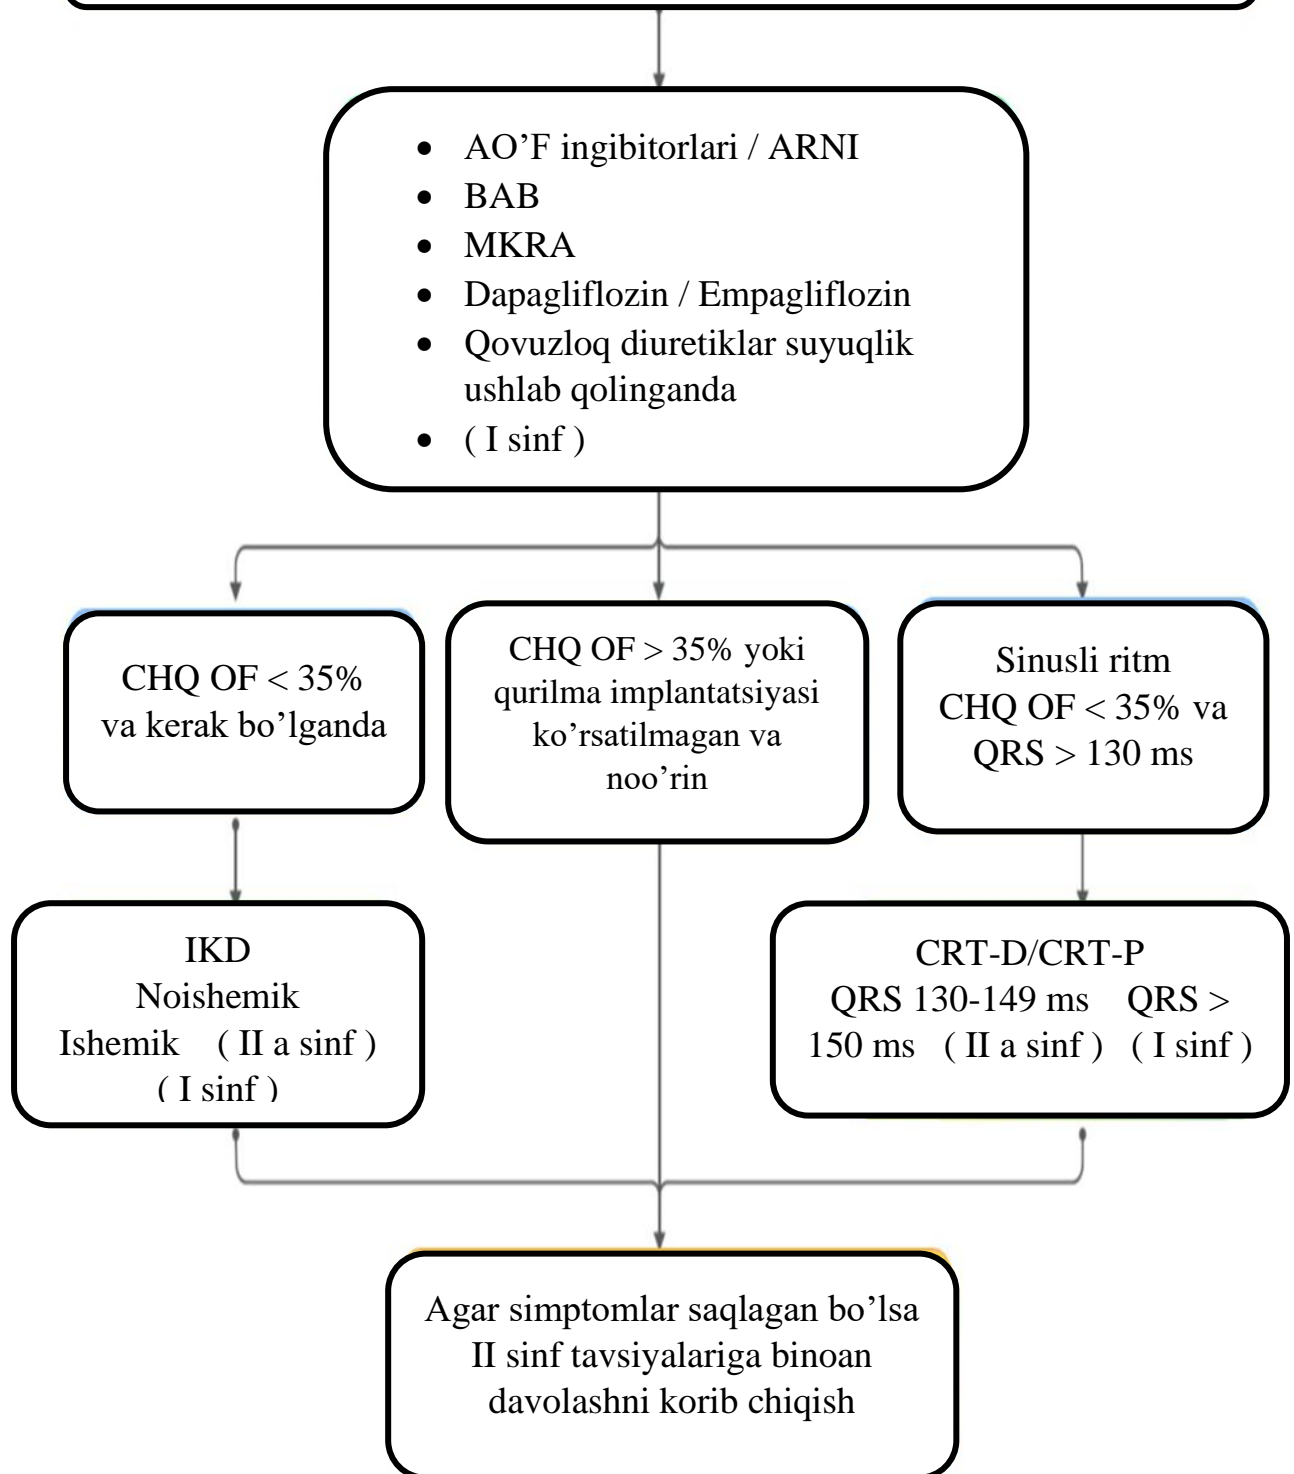 • AO’F ingibitorlari / ARNI
• BAB
• MKRA
• Dapagliflozin / Empagliflozin
• Qovuzloq diuretiklar suyuqlik
ushlab qolinganda
• ( I sinf )
CHQ OF < 35%
va kerak bo’lganda
CHQ OF > 35% yoki
qurilma implantatsiyasi
ko’rsatilmagan va
noo’rin
Sinusli ritm
CHQ OF < 35% va
QRS > 130 ms
IKD
Noishemik
Ishemik ( II a sinf )
( I sinf )
CRT-D/CRT-P
QRS 130-149 ms QRS >
150 ms ( II a sinf ) ( I sinf )
Agar simptomlar saqlagan bo’lsa
II sinf tavsiyalariga binoan
davolashni korib chiqish